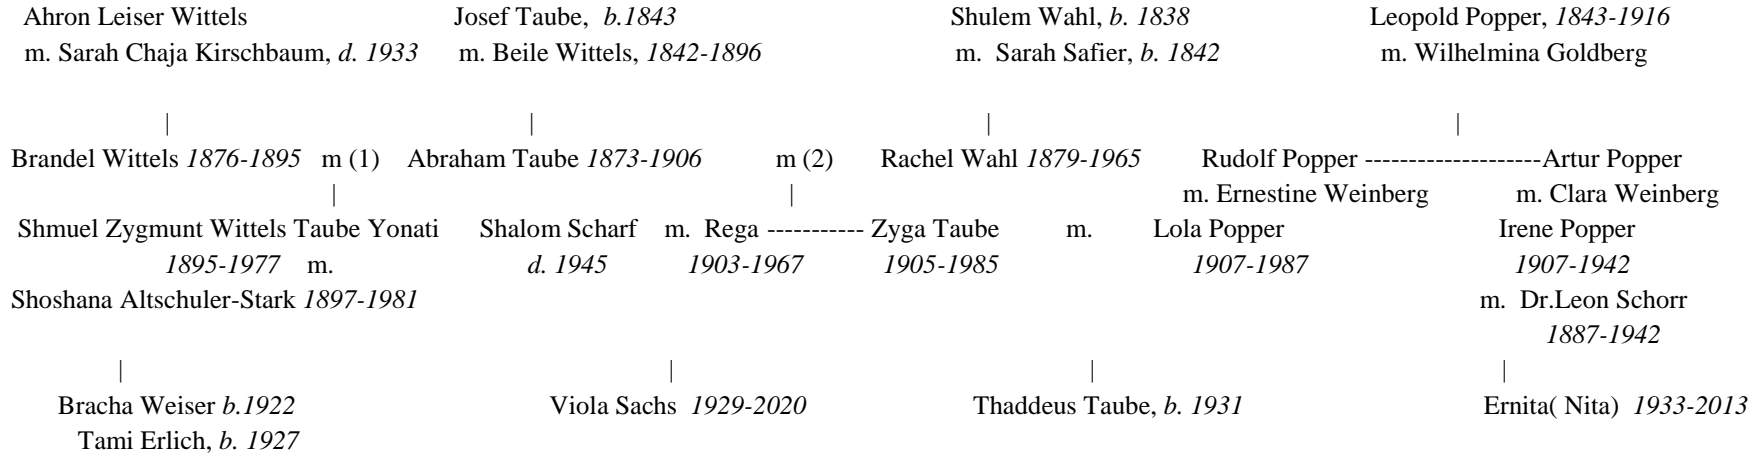 Ahron Leiser Wittels Josef Taube, b.1843 Shulem Wahl, b. 1838 Leopold Popper, 1843-1916
m. Sarah Chaja Kirschbaum, d. 1933 m. Beile Wittels, 1842-1896 m. Sarah Safier, b. 1842 m. Wilhelmina Goldberg
| | | |
Brandel Wittels 1876-1895 m (1) Abraham Taube 1873-1906 m (2) Rachel Wahl 1879-1965 Rudolf Popper --------------------Artur Popper
| | m. Ernestine Weinberg m. Clara Weinberg
Shmuel Zygmunt Wittels Taube Yonati Shalom Scharf m. Rega ----------- Zyga Taube m. Lola Popper Irene Popper
1895-1977 m. d. 1945 1903-1967 1905-1985 1907-1987 1907-1942
Shoshana Altschuler-Stark 1897-1981 m. Dr.Leon Schorr
1887-1942
| | | |
Bracha Weiser b.1922 Viola Sachs 1929-2020 Thaddeus Taube, b. 1931 Ernita( Nita) 1933-2013
Tami Erlich, b. 1927